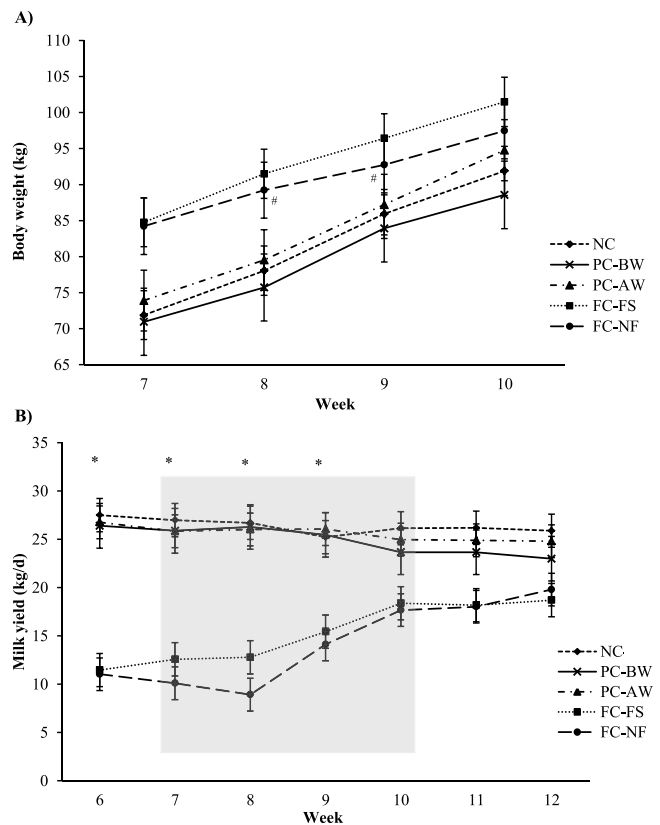 A)
110
105
100
95
90
85
80
75
70
65
Body weight (kg)
#
#
7 8 9 10
Week
NC
PC-BW
PC-AW
FC-FS
FC-NF
B)
35
30
25
20
15
10
5
0
Milk yield (kg/d)
* * * *
6 7 8 9 10 11 12
Week
NC
PC-BW
PC-AW
FC-FS
FC-NF